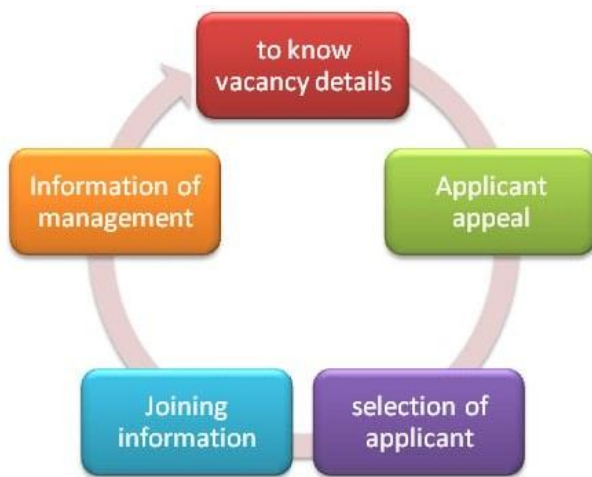 to know
vacancy details
Applicant
appeal
selection of
applicant
Joining
information
Information of
management